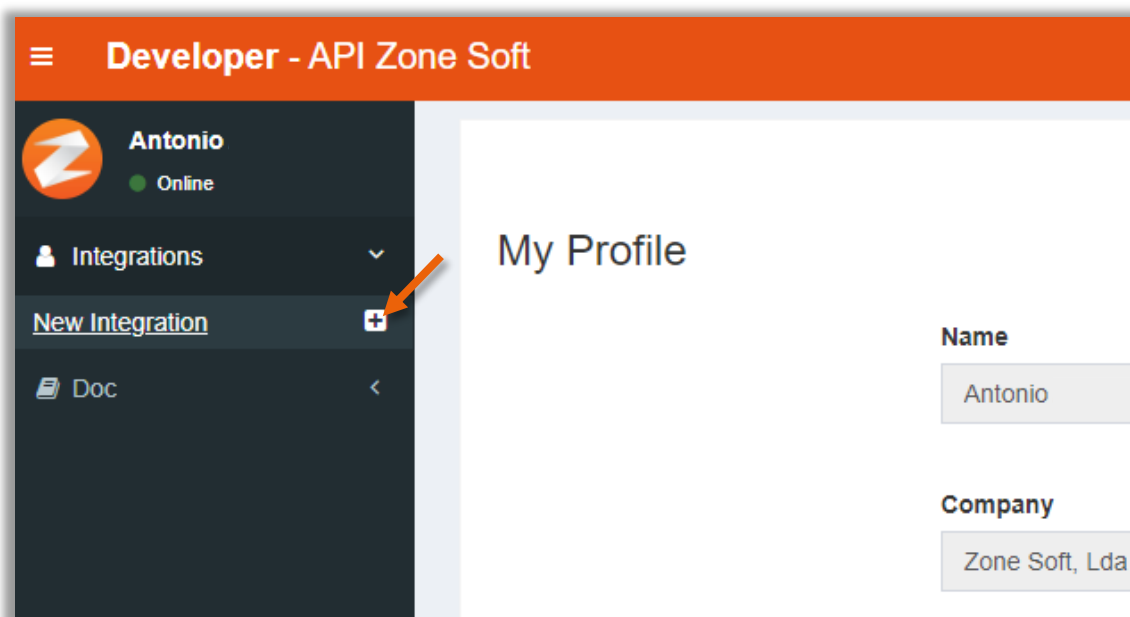 Developer - API Zone Soft
Antonio
Online
Integrations
New Integration
Doc
My Profile
Name
Antonio
Company
Zone Soft, Lda